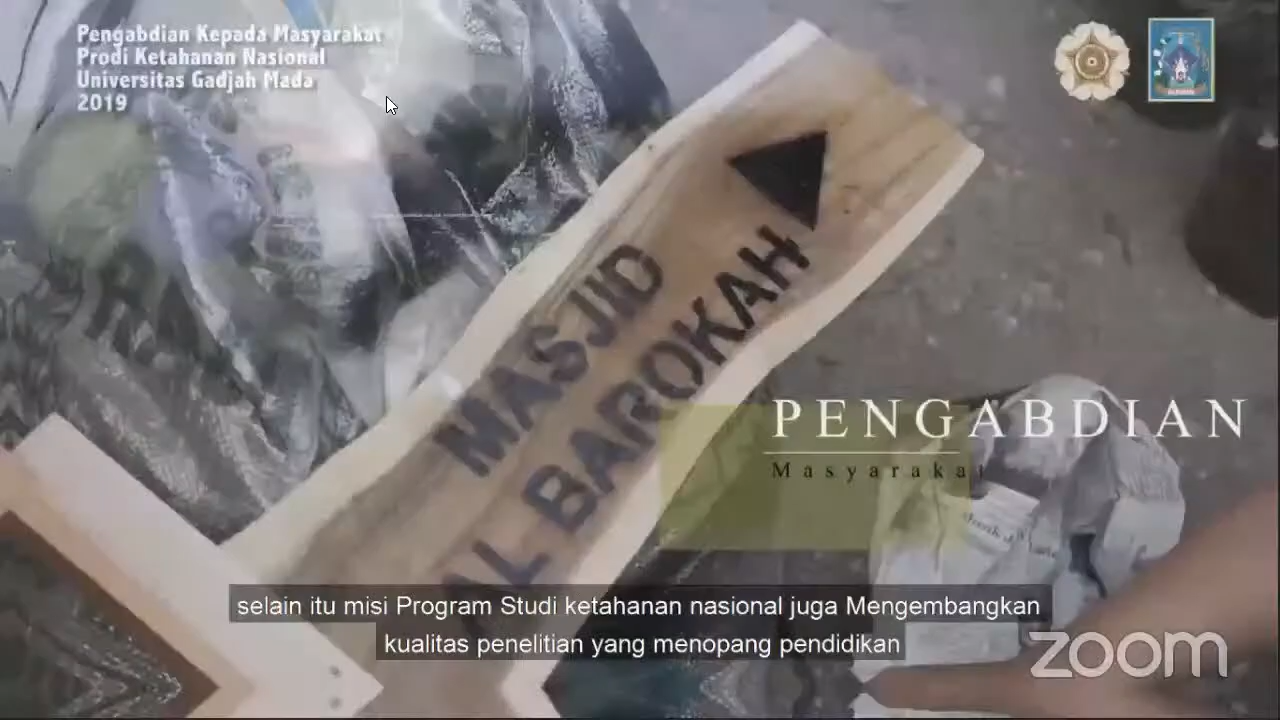 Pengabdian Kepada Masyarakat
Prodi Ketahanan Nasional
Universitas Gadjah Mada
2019
MASJID
AL BAROKAH
PENGABDIAN
Masyarakat
selain itu misi Program Studi ketahanan nasional juga Mengembangkan
kualitas penelitian yang menopang pendidikan
zoom